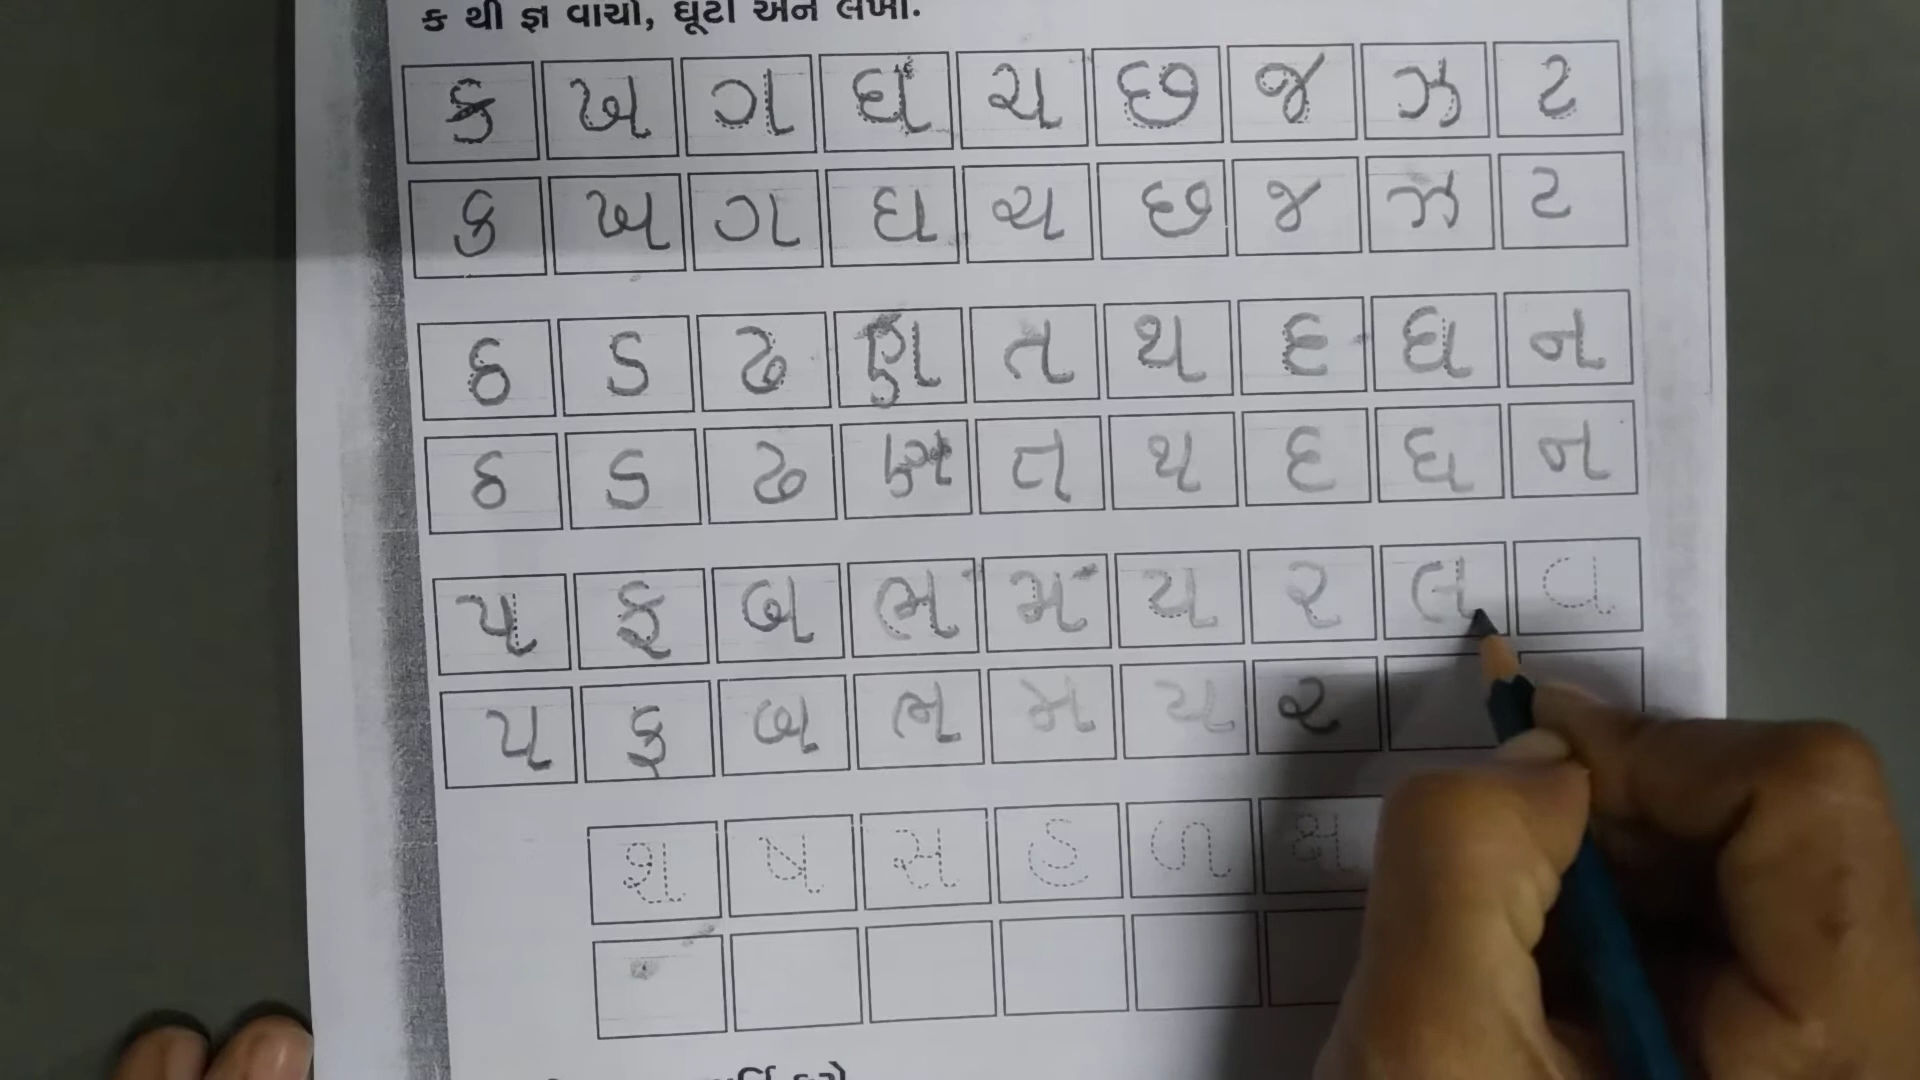 ક થી જ્ઞ વાચો, ઘૂંટો અને લખો.
ક ખ ગ ઘ ચ છ જ ઝ ટ
ક ખ ગ ઘ ચ છ જ ઝ ટ
ઠ ડ ઢ ણ ત થ દ ધ ન
ઠ ડ ઢ ણ ત થ દ ધ ન
પ ફ બ ભ મ ય ર લ વ
પ ફ બ ભ મ ય ર
શ ષ સ હ ળ ક્ષ